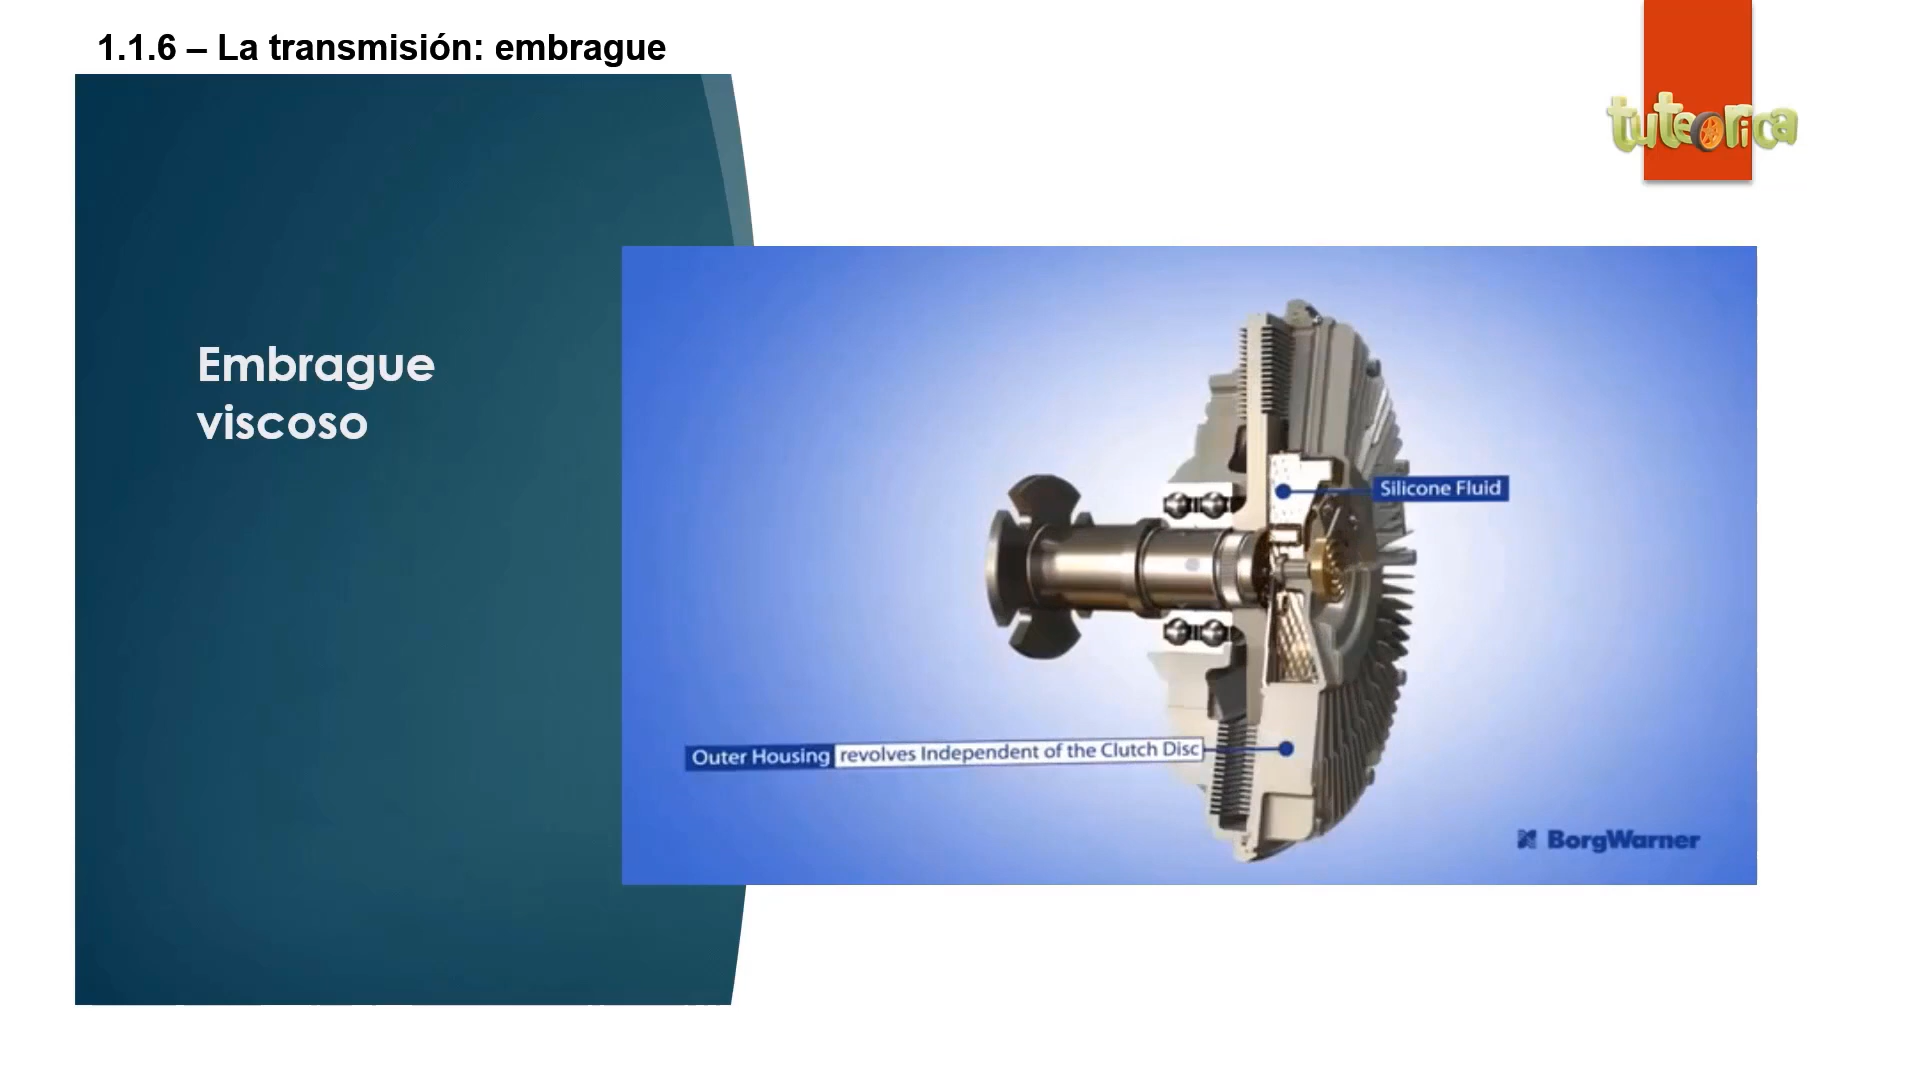 1.1.6 – La transmisión: embrague
tuteorica
Embrague
viscoso
Silicone Fluid
Outer Housing revolves Independent of the Clutch Disc
BorgWarner